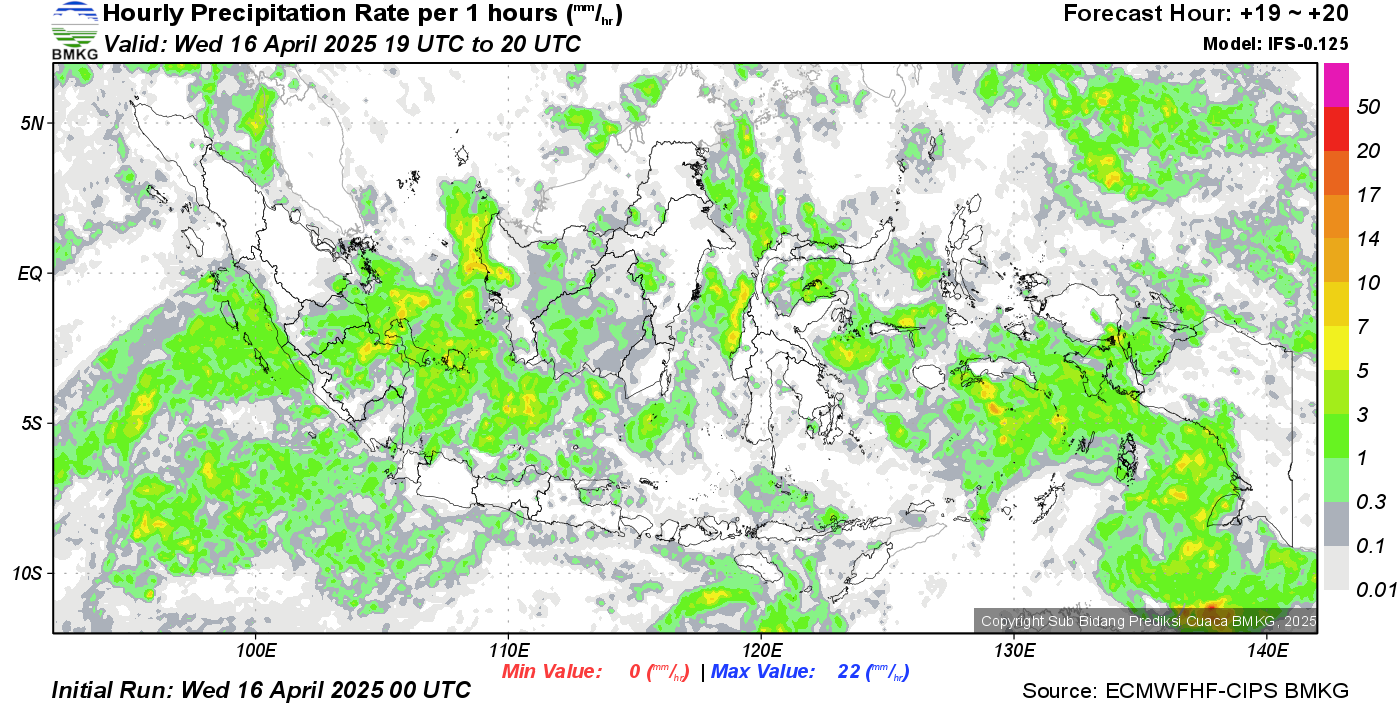 BMKG
Hourly Precipitation Rate per 1 hours (mm/hr)
Valid: Wed 16 April 2025 19 UTC to 20 UTC
Forecast Hour: +19 ~ +20
Model: IFS-0.125
5N
EQ
5S
10S
100E
110E
120E
130E
140E
50
20
17
14
10
7
5
3
1
0.3
0.1
0.01
Copyright Sub Bidang Prediksi Cuaca BMKG, 2025
Min Value: 0 (mm/hr) | Max Value: 22 (mm/hr)
Initial Run: Wed 16 April 2025 00 UTC
Source: ECMWFHF-CIPS BMKG